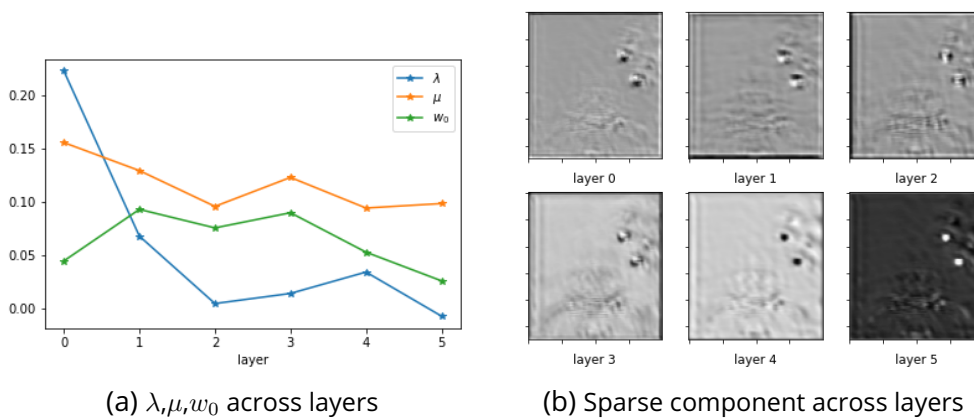 0.20
0.15
0.10
0.05
0.00
λ
μ
w₀
0 1 2 3 4 5
layer
(a) λ,μ,w₀ across layers
layer 0 layer 1 layer 2
layer 3 layer 4 layer 5
(b) Sparse component across layers